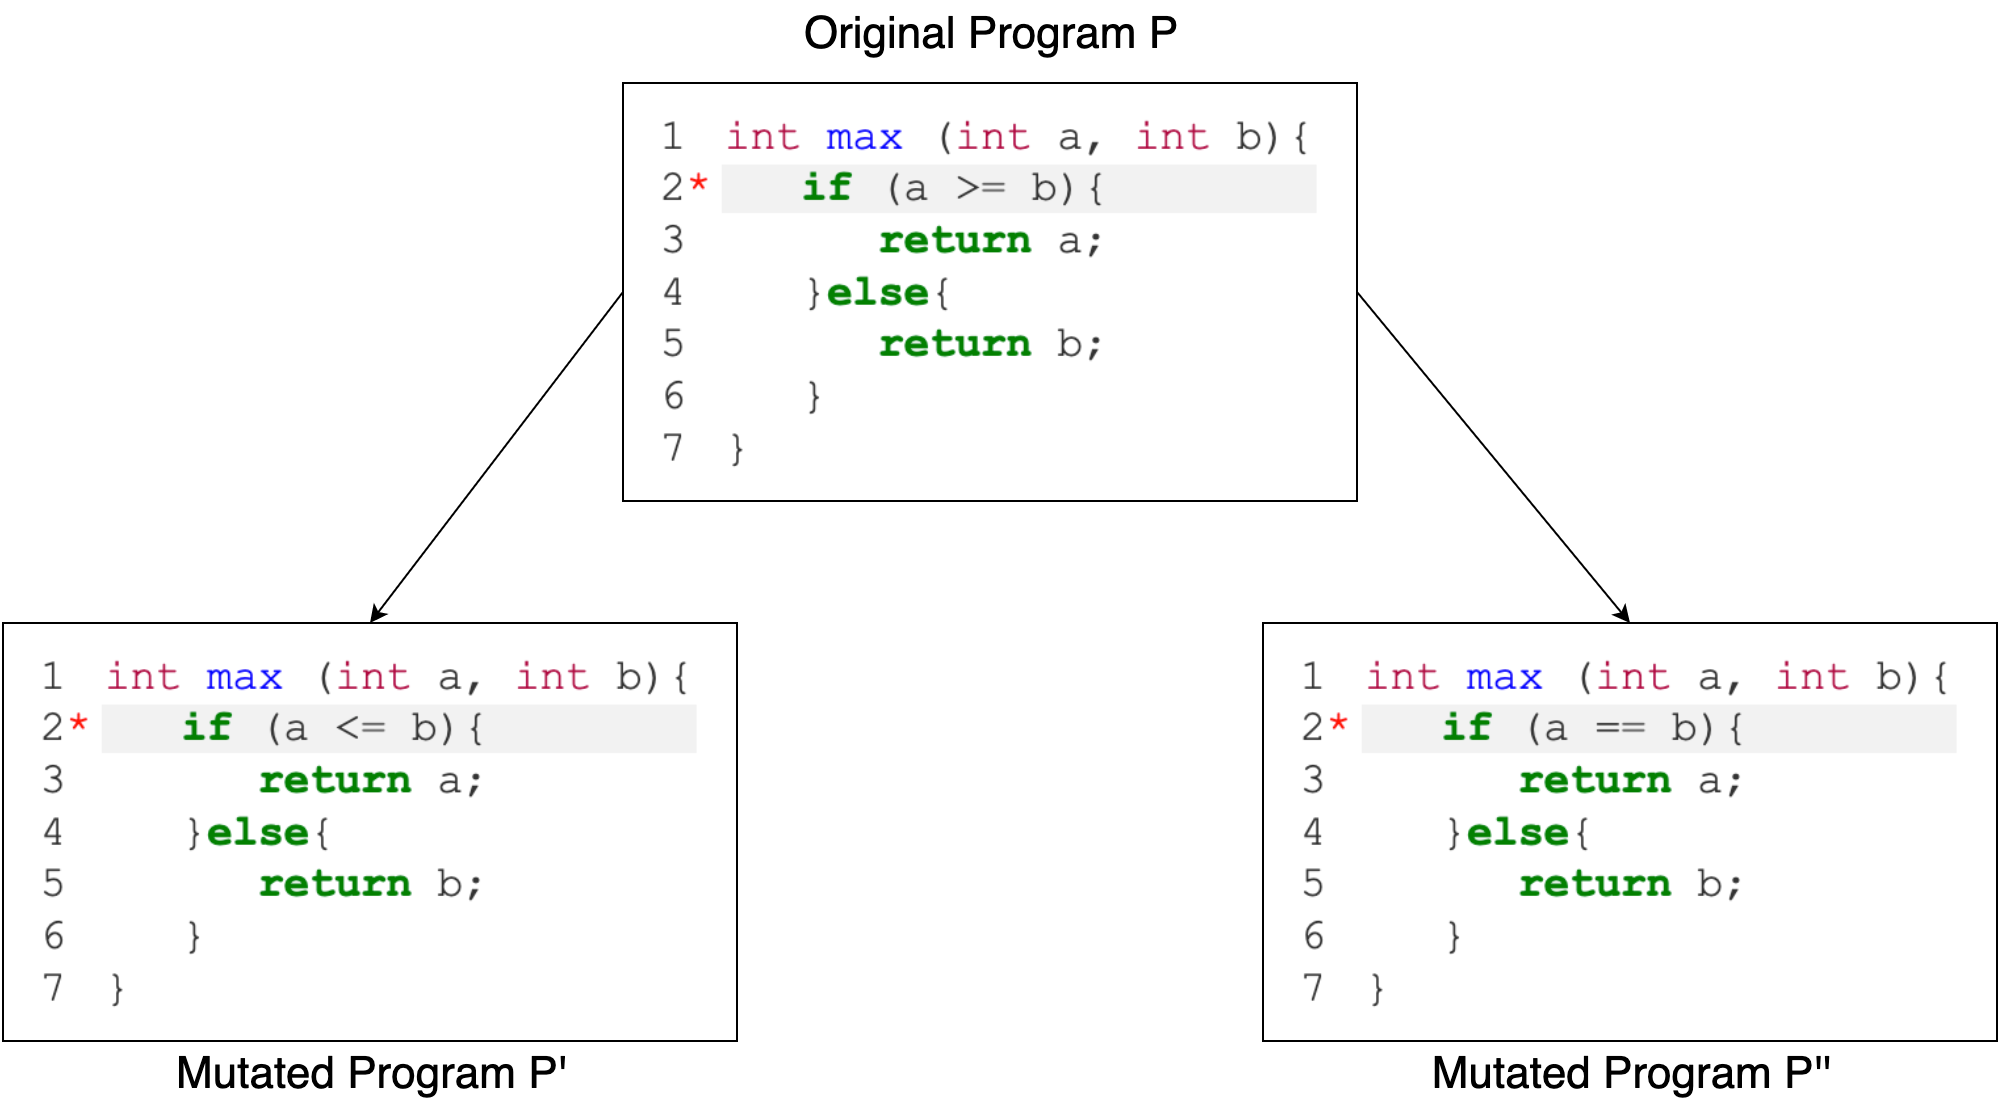 Original Program P
1 int max (int a, int b){
2* if (a >= b){
3 return a;
4 }else{
5 return b;
6 }
7 }
1 int max (int a, int b){
2* if (a <= b){
3 return a;
4 }else{
5 return b;
6 }
7 }
Mutated Program P'
1 int max (int a, int b){
2* if (a == b){
3 return a;
4 }else{
5 return b;
6 }
7 }
Mutated Program P"